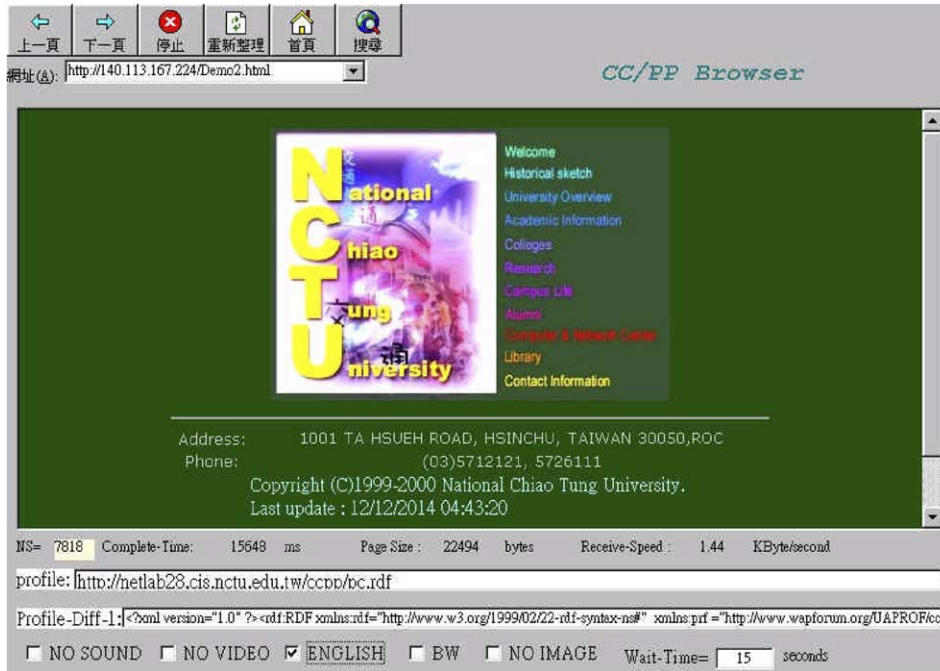 上一頁 下一頁 停止 重新整理 首頁 搜尋
網址(A): http://140.113.167.224/Demo2.html
CC/PP Browser
National
Chiao
Tung
University
交
通
Welcome
Historical sketch
University Overview
Academic Information
Colleges
Research
Campus Life
Alumni
Computer & Network Center
Library
Contact Information
Address: 1001 TA HSUEH ROAD, HSINCHU, TAIWAN 30050,ROC
Phone: (03)5712121, 5726111
Copyright (C)1999-2000 National Chiao Tung University.
Last update : 12/12/2014 04:43:20
NS= 7818 Complete-Time: 15648 ms Page Size : 22494 bytes Receive-Speed : 1.44 KByte/second
profile: http://netlab28.cis.nctu.edu.tw/ccpp/pc.rdf
Profile-Diff-1: <?xml version="1.0" ?><rdf:RDF xmlns:rdf="http://www.w3.org/1999/02/22-rdf-syntax-ns#" xmlns:prf ="http://www.wapforum.org/UAPROF/cc
NO SOUND NO VIDEO ENGLISH BW NO IMAGE Wait-Time= 15 seconds